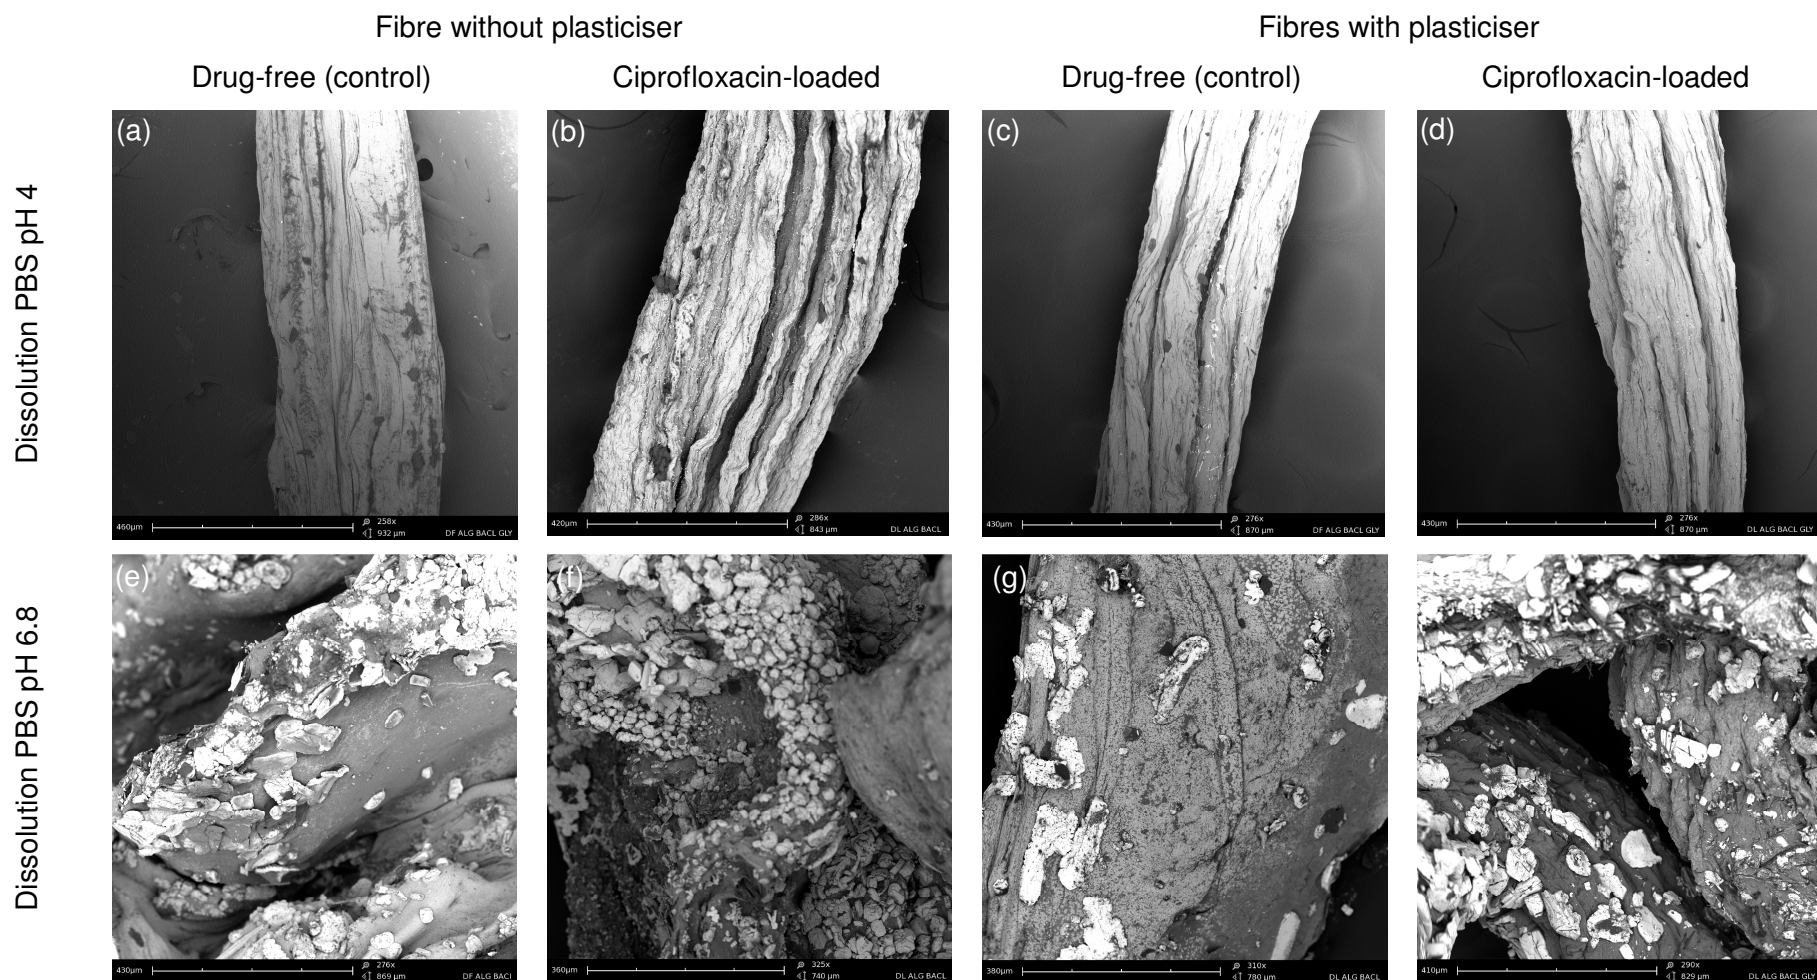 Fibre without plasticiser Fibres with plasticiser
Drug-free (control) Ciprofloxacin-loaded Drug-free (control) Ciprofloxacin-loaded
Dissolution PBS pH 4
(a) (b) (c) (d)
460µm 258x 932 µm DF ALG BACL GLY
420µm 286x 843 µm DL ALG BACL
430µm 276x 870 µm DF ALG BACL GLY
430µm 276x 870 µm DL ALG BACL GLY
Dissolution PBS pH 6.8
(e) (f) (g)
430µm 276x 869 µm DF ALG BACl
360µm 325x 740 µm DL ALG BACL
380µm 310x 780 µm DL ALG BACL GLY
410µm 290x 829 µm DL ALG BACL GLY